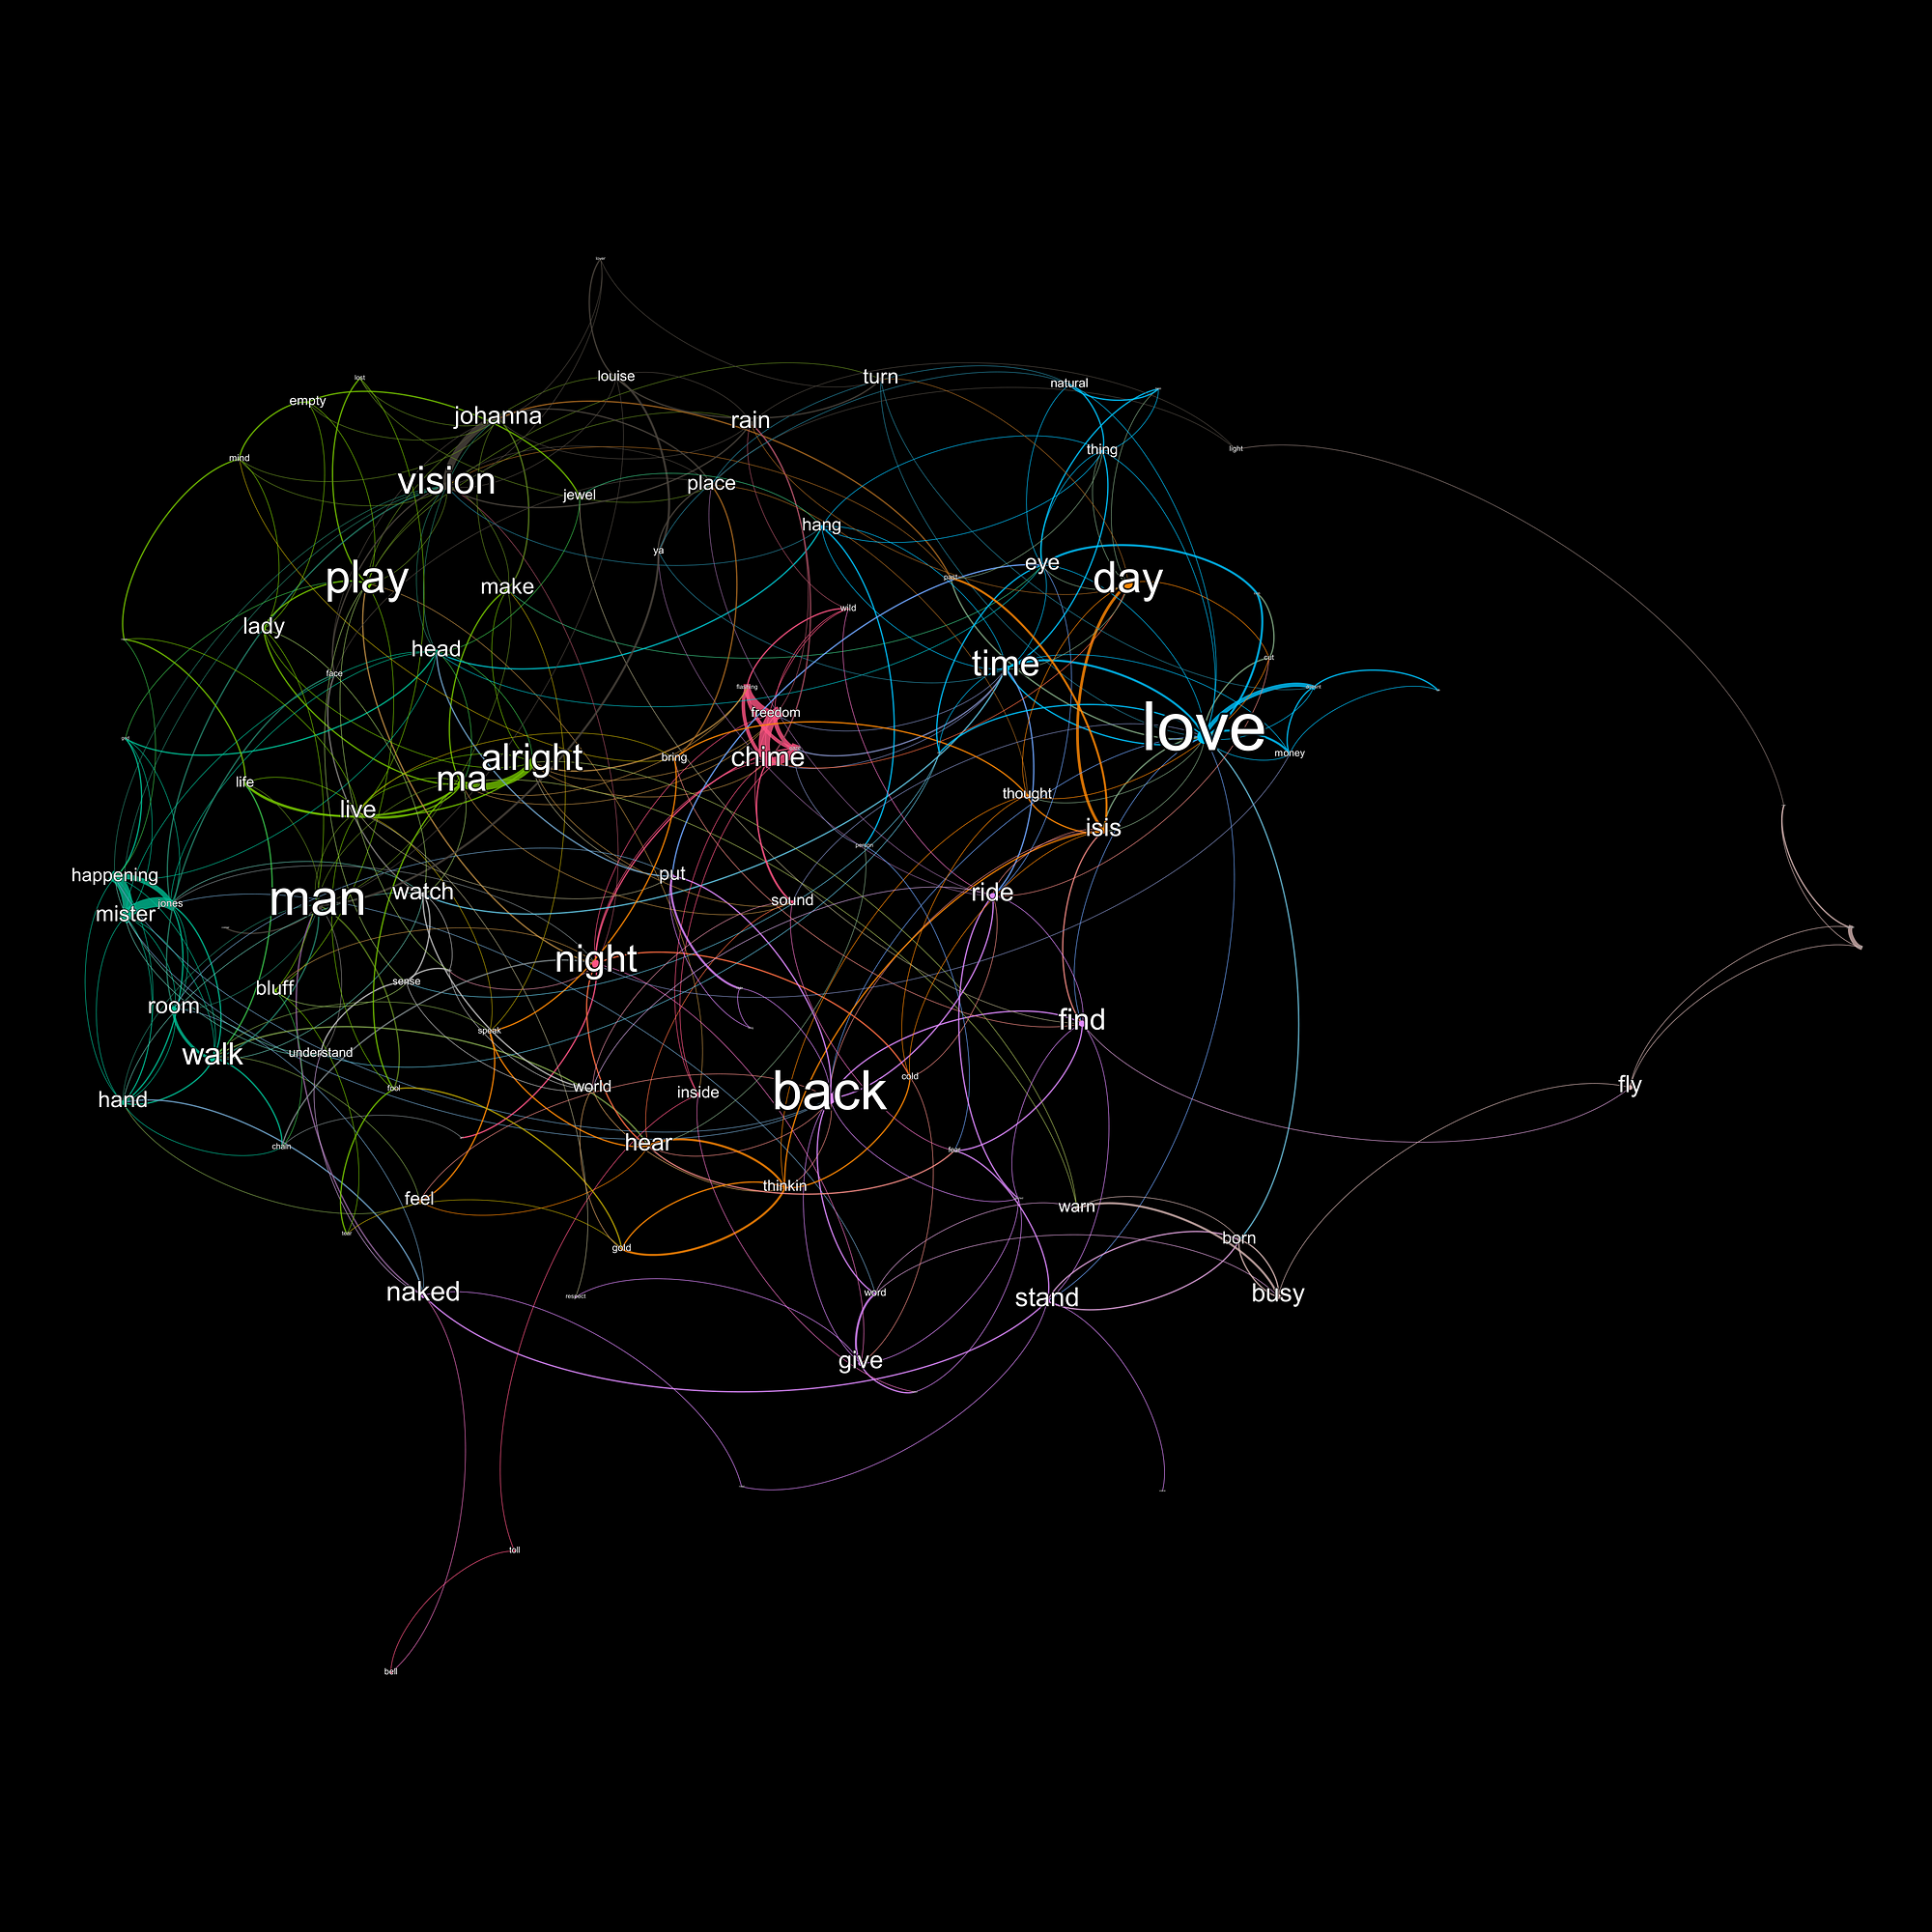 lover
louise
turn
lost
natural
empty
johanna
rain
thing
light
mind
vision
place
jewel
hang
ya
eye
play
day
make
wild
lady
head
cut
time
face
flashing
freedom
love
money
alright
chime
bring
ma
life
thought
live
isis
person
happening
put
watch
ride
man
sound
jones
mister
night
sense
bluff
room
find
speak
understand
walk
cold
fly
world
fool
back
inside
hand
hear
chain
thinkin
feel
warn
born
gold
naked
word
busy
respect
stand
give
toll
bell